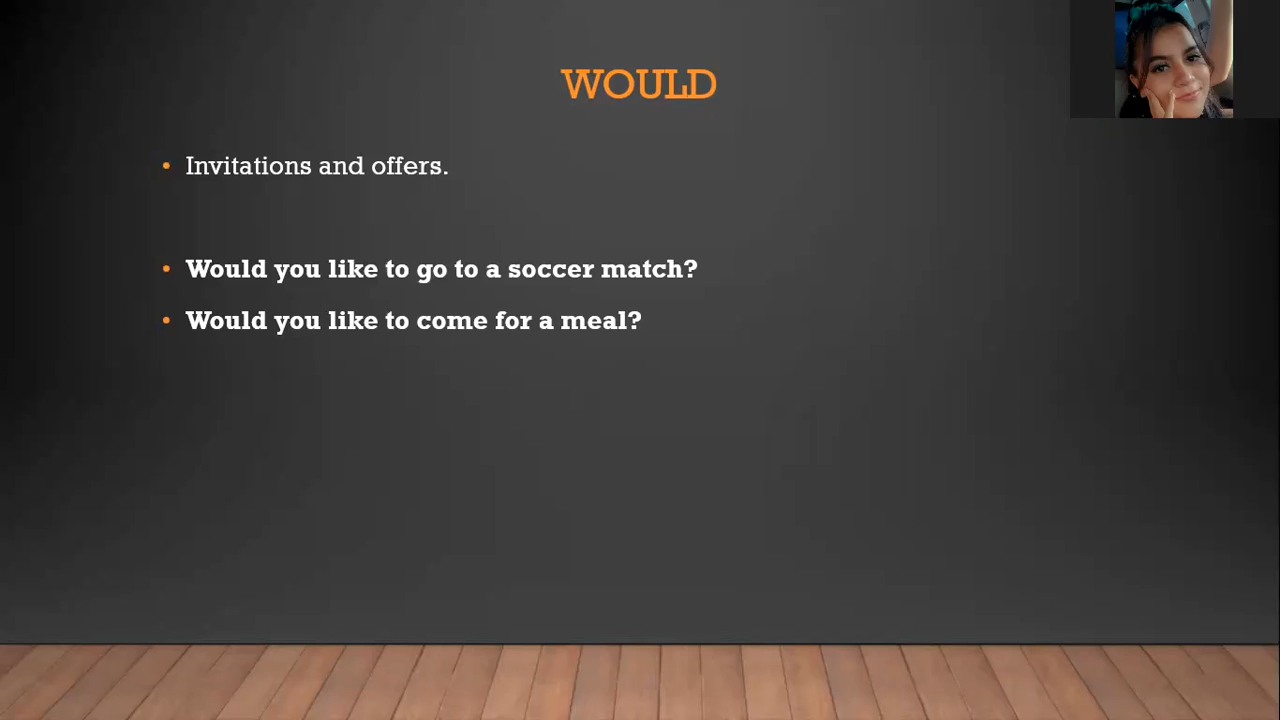 WOULD
Invitations and offers.
Would you like to go to a soccer match?
Would you like to come for a meal?